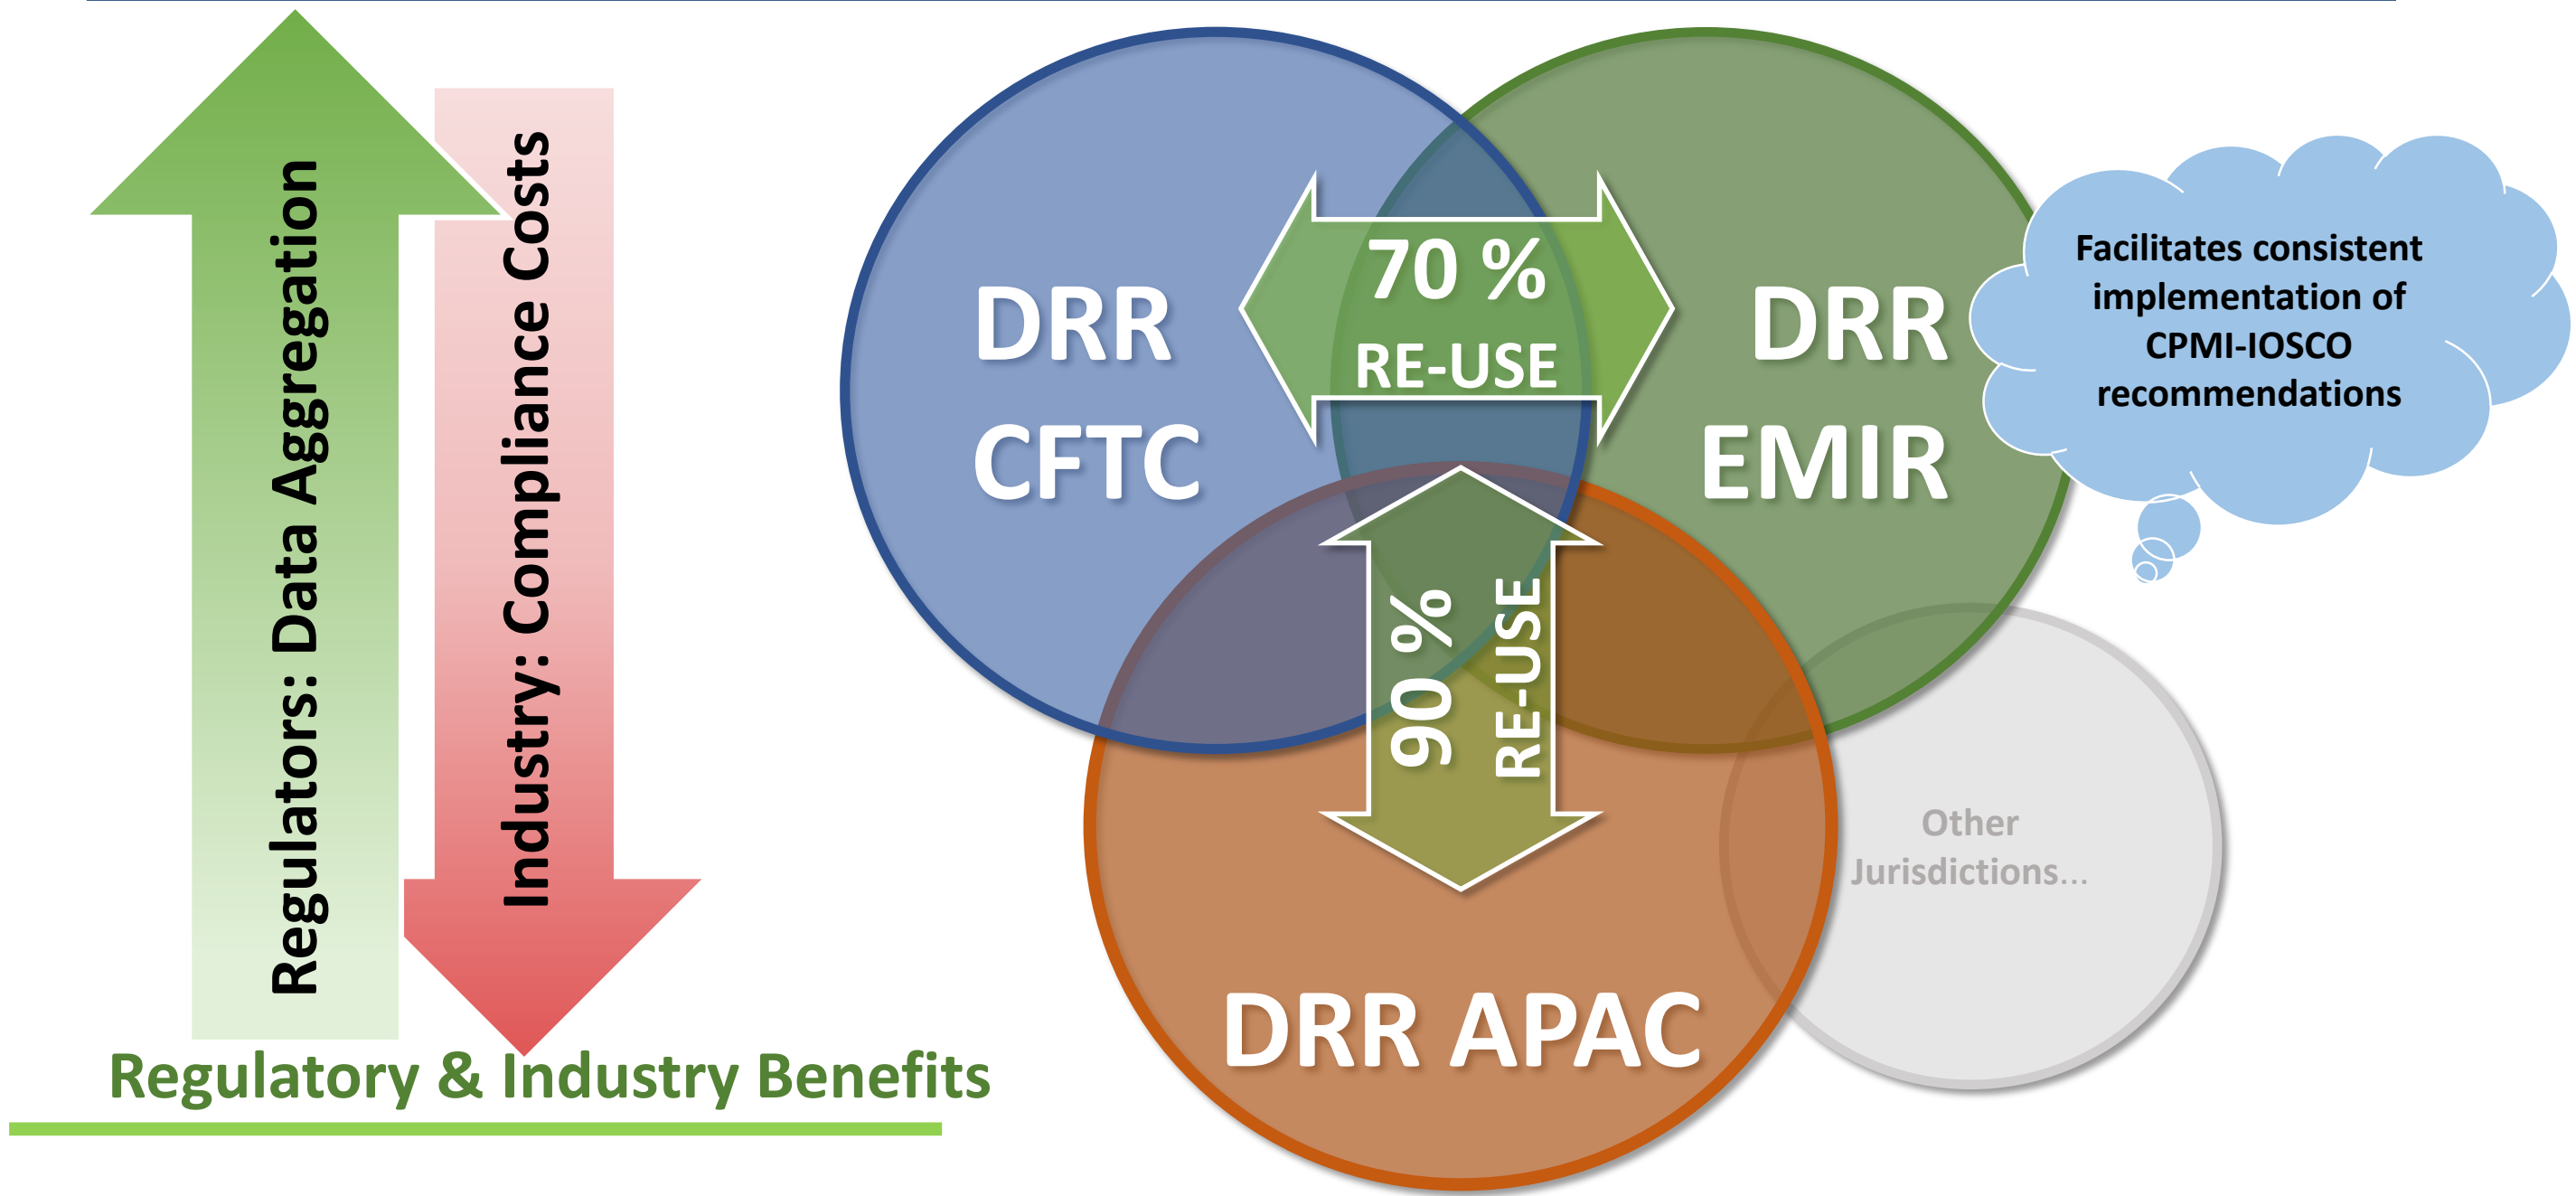 Regulators: Data Aggregation
Industry: Compliance Costs
Regulatory & Industry Benefits
DRR
CFTC
70 %
RE-USE
DRR
EMIR
90 %
RE-USE
DRR APAC
Facilitates consistent
implementation of
CPMI-IOSCO
recommendations
Other
Jurisdictions...